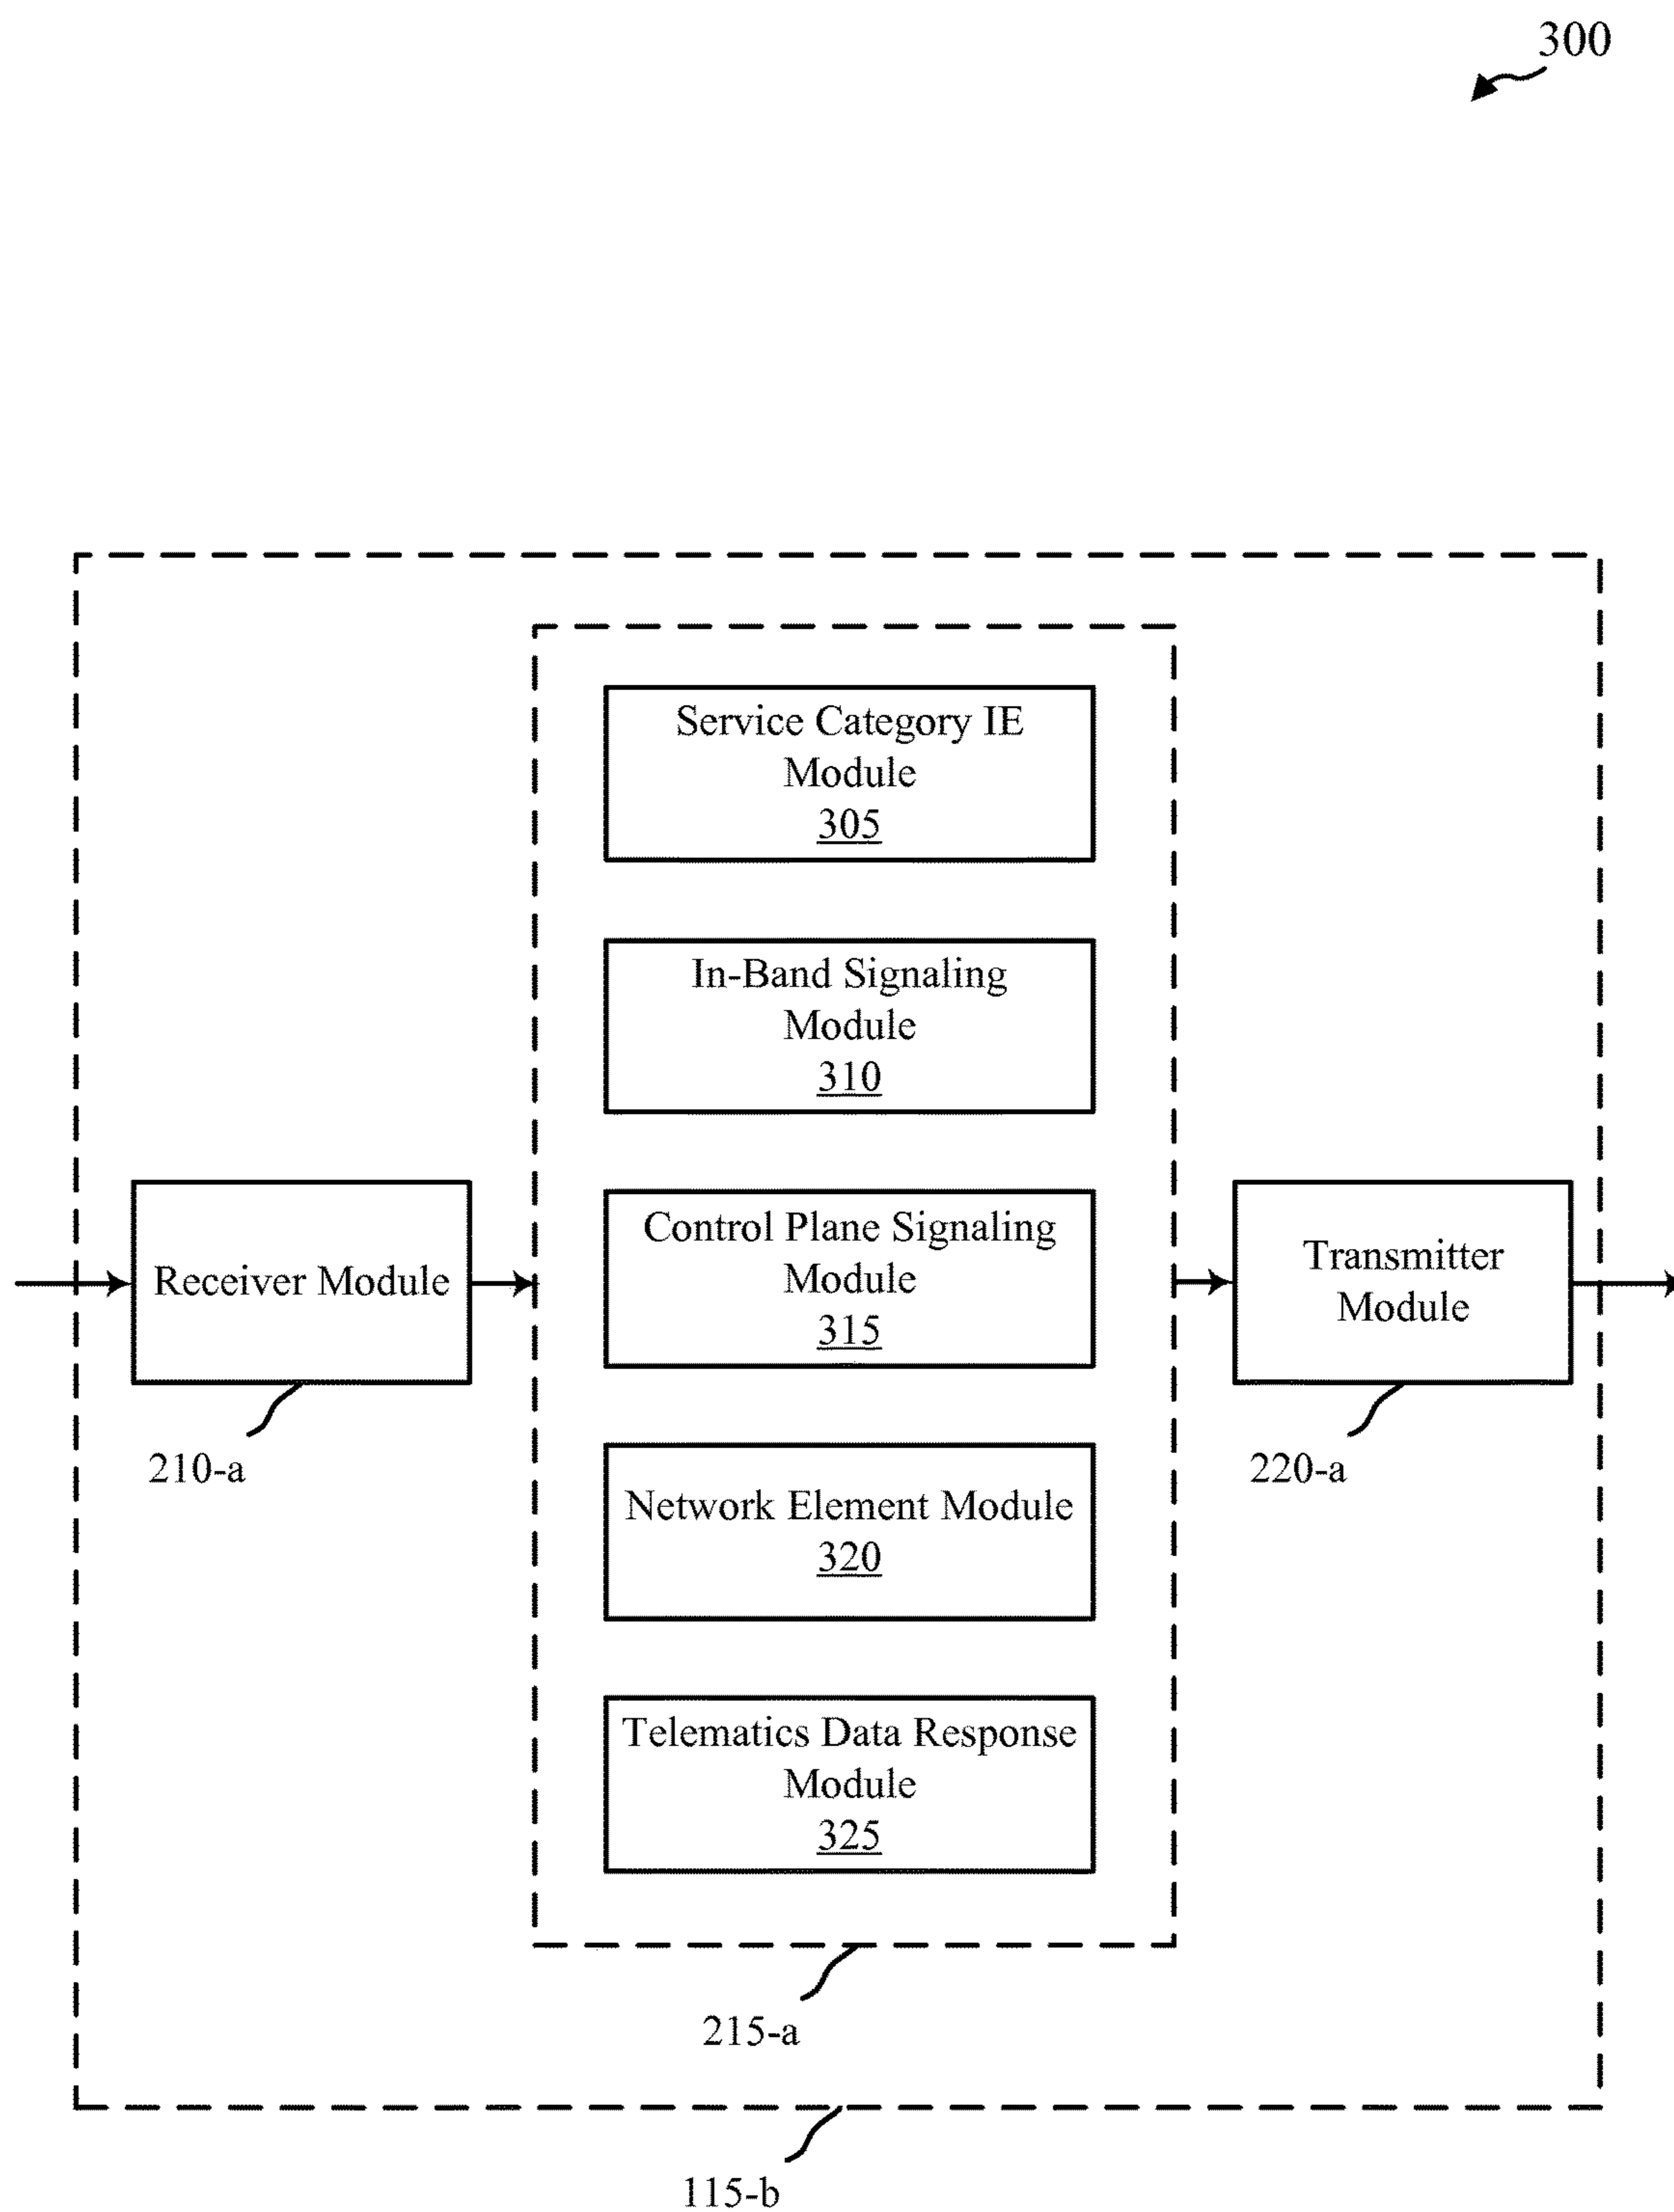 300
Service Category IE
Module
305
In-Band Signaling
Module
310
Control Plane Signaling
Module
315
Receiver Module
Transmitter
Module
210-a
220-a
Network Element Module
320
Telematics Data Response
Module
325
215-a
115-b